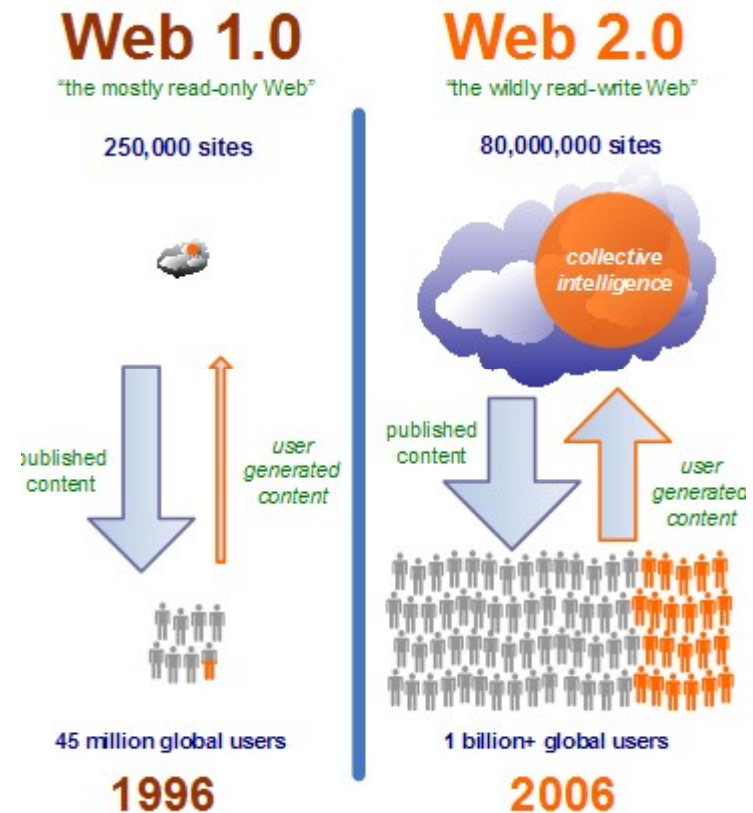 Web 1.0
"the mostly read-only Web"
250,000 sites
published
content
user
generated
content
45 million global users
1996
Web 2.0
"the wildly read-write Web"
80,000,000 sites
collective
intelligence
published
content
user
generated
content
1 billion+ global users
2006